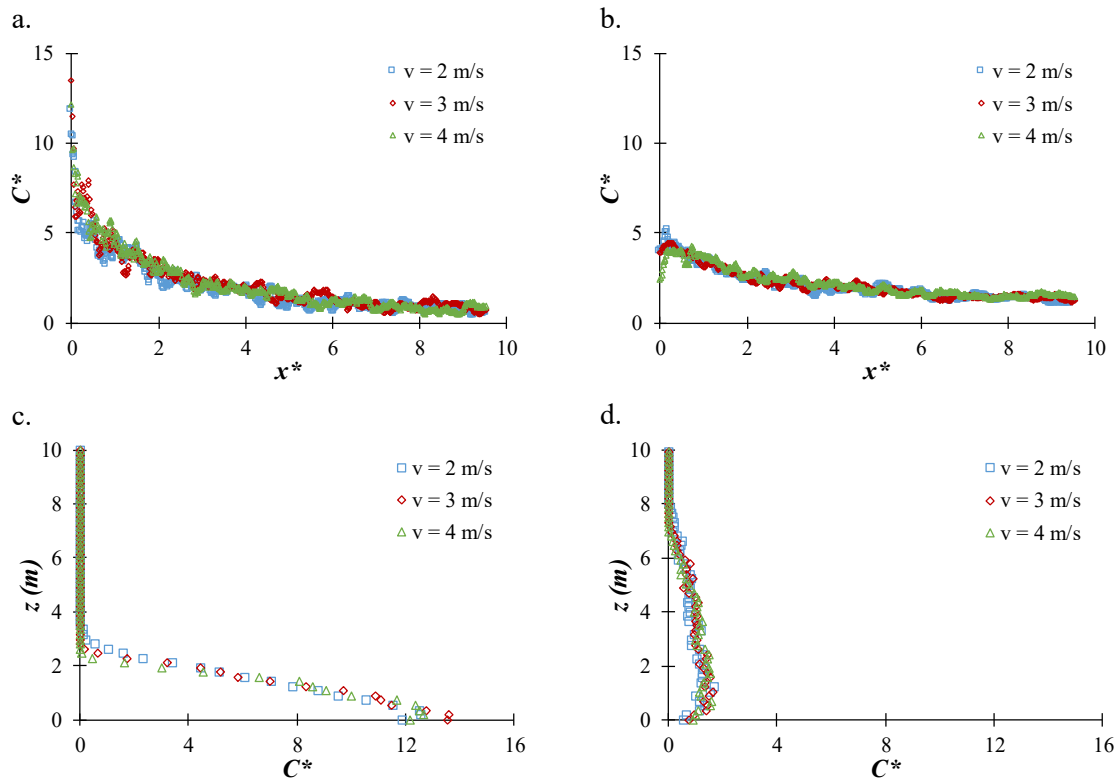 a.
15
10
5
0
C*
0 2 4 6 8 10
x*
v = 2 m/s
v = 3 m/s
v = 4 m/s
b.
15
10
5
0
C*
0 2 4 6 8 10
x*
v = 2 m/s
v = 3 m/s
v = 4 m/s
c.
10
8
6
4
2
0
z (m)
0 4 8 12 16
C*
v = 2 m/s
v = 3 m/s
v = 4 m/s
d.
10
8
6
4
2
0
z (m)
0 4 8 12 16
C*
v = 2 m/s
v = 3 m/s
v = 4 m/s